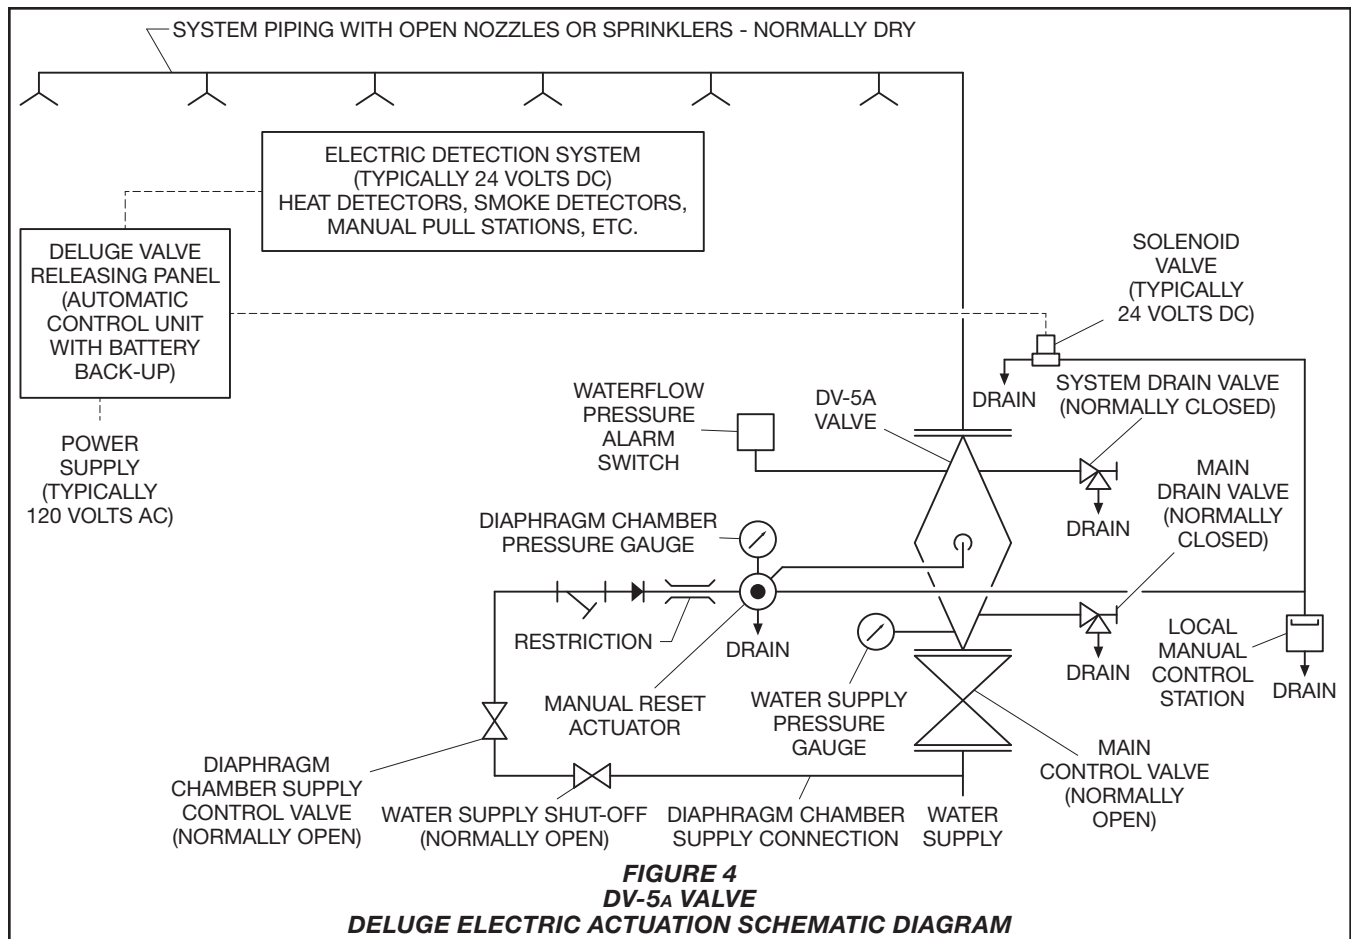 SYSTEM PIPING WITH OPEN NOZZLES OR SPRINKLERS - NORMALLY DRY
ELECTRIC DETECTION SYSTEM
(TYPICALLY 24 VOLTS DC)
HEAT DETECTORS, SMOKE DETECTORS,
MANUAL PULL STATIONS, ETC.
DELUGE VALVE
RELEASING PANEL
(AUTOMATIC
CONTROL UNIT
WITH BATTERY
BACK-UP)
POWER
SUPPLY
(TYPICALLY
120 VOLTS AC)
SOLENOID
VALVE
(TYPICALLY
24 VOLTS DC)
DRAIN
SYSTEM DRAIN VALVE
(NORMALLY CLOSED)
WATERFLOW
PRESSURE
ALARM
SWITCH
DV-5A
VALVE
DRAIN
MAIN
DRAIN VALVE
(NORMALLY
CLOSED)
DIAPHRAGM CHAMBER
PRESSURE GAUGE
RESTRICTION
DRAIN
DRAIN
LOCAL
MANUAL
CONTROL
STATION
DRAIN
MANUAL RESET
ACTUATOR
WATER SUPPLY
PRESSURE
GAUGE
DIAPHRAGM
CHAMBER SUPPLY
CONTROL VALVE
(NORMALLY OPEN)
WATER SUPPLY SHUT-OFF
(NORMALLY OPEN)
DIAPHRAGM CHAMBER
SUPPLY CONNECTION
WATER
SUPPLY
MAIN
CONTROL VALVE
(NORMALLY
OPEN)
FIGURE 4
DV-5A VALVE
DELUGE ELECTRIC ACTUATION SCHEMATIC DIAGRAM